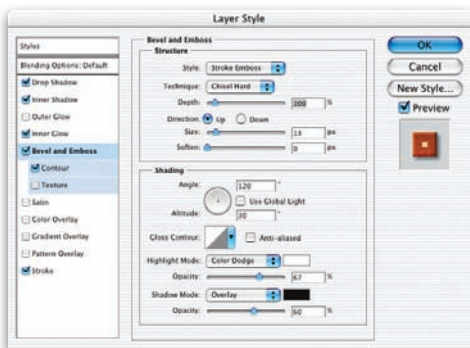 Layer Style
Styles
Blending Options: Default
Drop Shadow
Inner Shadow
Outer Glow
Inner Glow
Bevel and Emboss
Contour
Texture
Satin
Color Overlay
Gradient Overlay
Pattern Overlay
Stroke
Bevel and Emboss
Structure
Style: Stroke Emboss
Technique: Chisel Hard
Depth: %
Direction: Up Down
Size: px
Soften: 0 px
Shading
Angle: 120 °
Use Global Light
Altitude: 30 °
Gloss Contour: Anti-aliased
Highlight Mode: Color Dodge
Opacity: 67 %
Shadow Mode: Overlay
Opacity: 60 %
OK
Cancel
New Style...
Preview